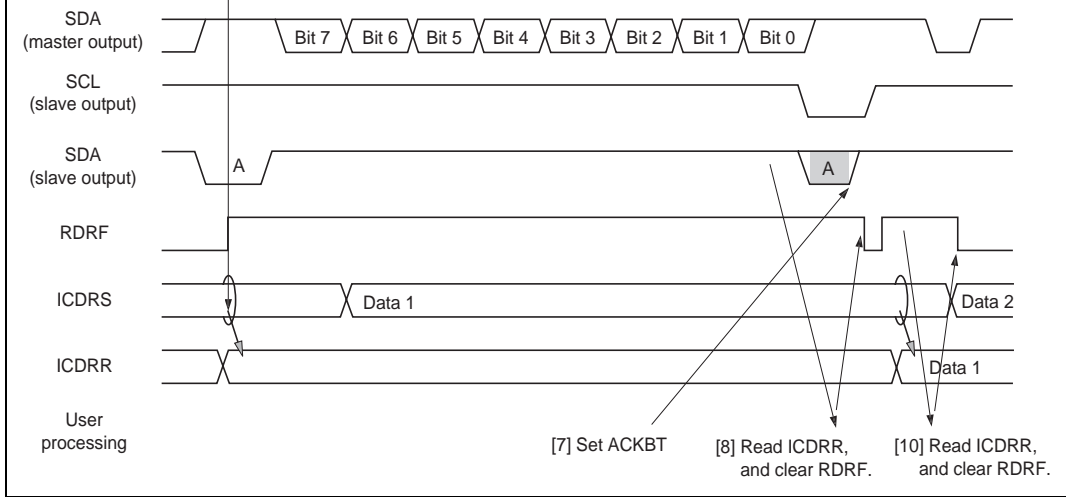 SDA
(master output)
Bit 7 Bit 6 Bit 5 Bit 4 Bit 3 Bit 2 Bit 1 Bit 0
SCL
(slave output)
SDA
(slave output)
A
A
RDRF
ICDRS
Data 1
Data 2
ICDRR
Data 1
User
processing
[7] Set ACKBT
[8] Read ICDRR,
and clear RDRF.
[10] Read ICDRR,
and clear RDRF.